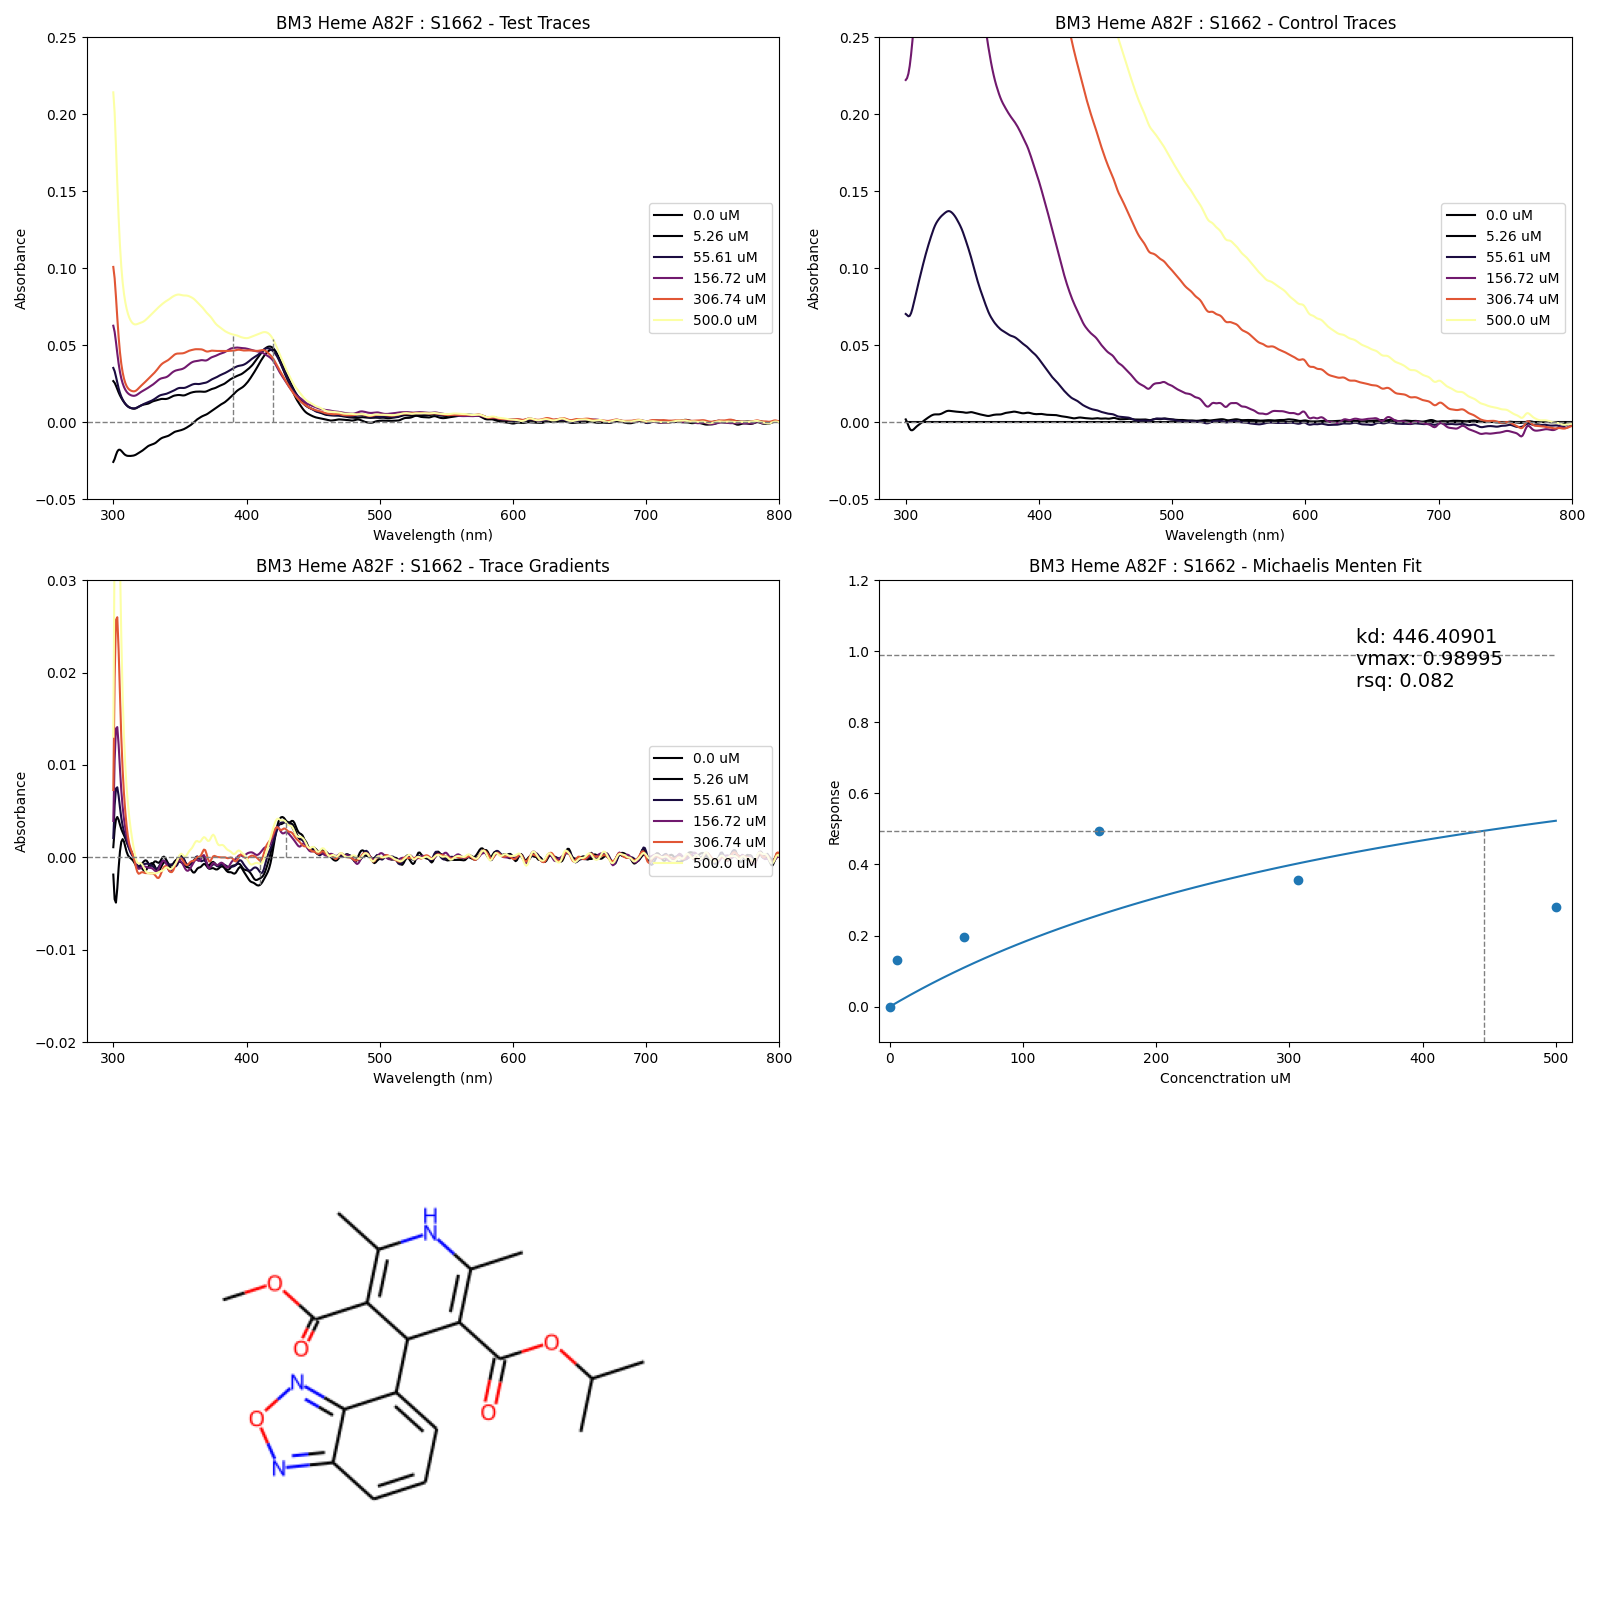 BM3 Heme A82F : S1662 - Test Traces
Absorbance
0.25
0.20
0.15
0.10
0.05
0.00
−0.05
300 400 500 600 700 800
Wavelength (nm)
0.0 uM
5.26 uM
55.61 uM
156.72 uM
306.74 uM
500.0 uM
BM3 Heme A82F : S1662 - Control Traces
Absorbance
0.25
0.20
0.15
0.10
0.05
0.00
−0.05
300 400 500 600 700 800
Wavelength (nm)
0.0 uM
5.26 uM
55.61 uM
156.72 uM
306.74 uM
500.0 uM
BM3 Heme A82F : S1662 - Trace Gradients
Absorbance
0.03
0.02
0.01
0.00
−0.01
−0.02
300 400 500 600 700 800
Wavelength (nm)
0.0 uM
5.26 uM
55.61 uM
156.72 uM
306.74 uM
500.0 uM
BM3 Heme A82F : S1662 - Michaelis Menten Fit
Response
1.2
1.0
0.8
0.6
0.4
0.2
0.0
0 100 200 300 400 500
Concenctration uM
kd: 446.40901
vmax: 0.98995
rsq: 0.082
H
N
O
O
O
O
N
O
N